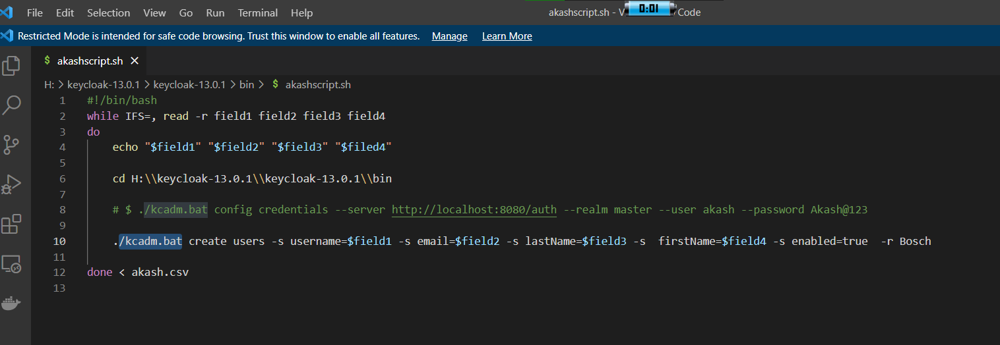 File Edit Selection View Go Run Terminal Help akashscript.sh - V 0:01 Code
Restricted Mode is intended for safe code browsing. Trust this window to enable all features. Manage Learn More
$ akashscript.sh ×
H: > keycloak-13.0.1 > keycloak-13.0.1 > bin > $ akashscript.sh
1 #!/bin/bash
2 while IFS=, read -r field1 field2 field3 field4
3 do
4 echo "$field1" "$field2" "$field3" "$filed4"
5
6 cd H:\\keycloak-13.0.1\\keycloak-13.0.1\\bin
7
8 # $ ./kcadm.bat config credentials --server http://localhost:8080/auth --realm master --user akash --password Akash@123
9
10 ./kcadm.bat create users -s username=$field1 -s email=$field2 -s lastName=$field3 -s  firstName=$field4 -s enabled=true  -r Bosch
11
12 done < akash.csv
13